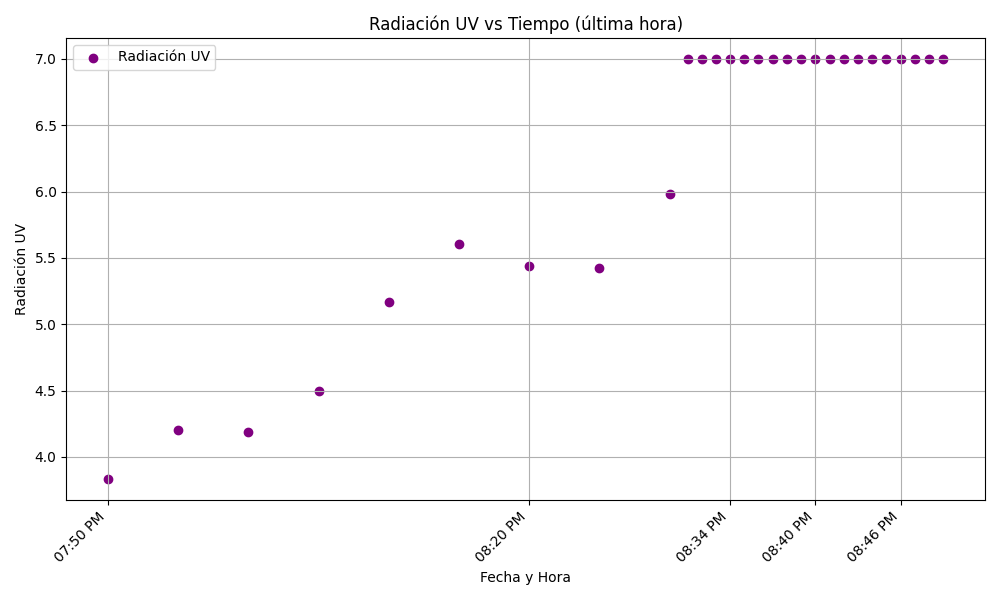 Radiación UV vs Tiempo (última hora)
Radiación UV
7.0
6.5
6.0
5.5
5.0
4.5
4.0
Radiación UV
07:50 PM
08:20 PM
08:34 PM
08:40 PM
08:46 PM
Fecha y Hora